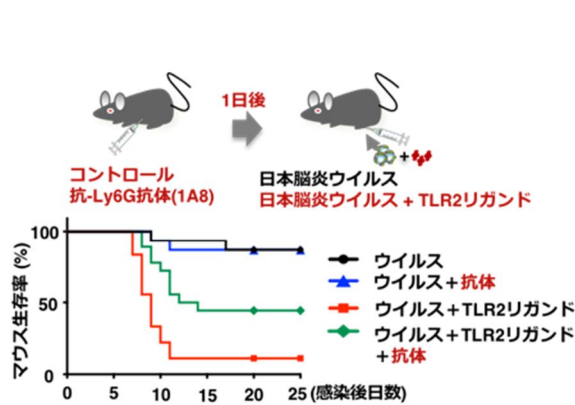 1日後
コントロール
抗-Ly6G抗体(1A8)
+
日本脳炎ウイルス
日本脳炎ウイルス + TLR2リガンド
マウス生存率 (%)
100
50
0
0 5 10 15 20 25 (感染後日数)
ウイルス
ウイルス+抗体
ウイルス+TLR2リガンド
ウイルス+TLR2リガンド
+抗体